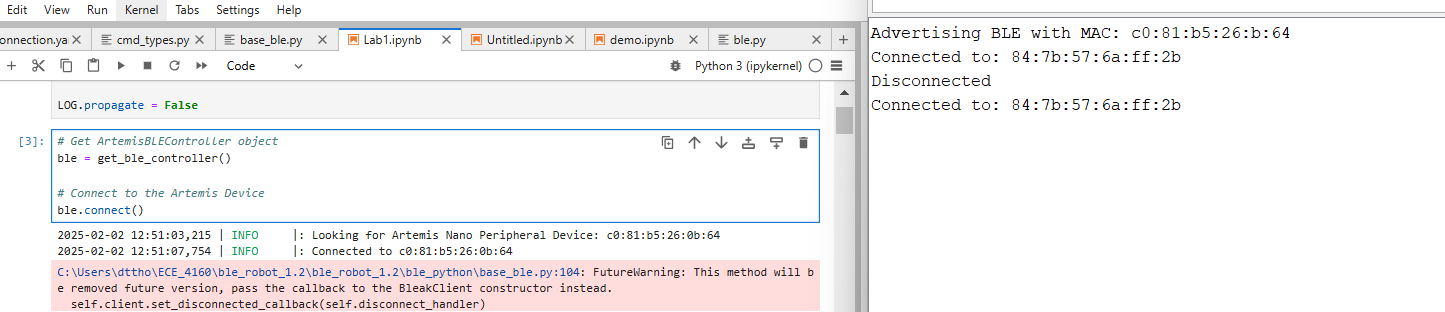 Edit View Run Kernel Tabs Settings Help
onnection.ya cmd_types.py base_ble.py Lab1.ipynb Untitled.ipynb demo.ipynb ble.py
Code Python 3 (ipykernel)
LOG.propagate = False
[3]: # Get ArtemisBLEController object
ble = get_ble_controller()
# Connect to the Artemis Device
ble.connect()
2025-02-02 12:51:03,215 | INFO |: Looking for Artemis Nano Peripheral Device: c0:81:b5:26:0b:64
2025-02-02 12:51:07,754 | INFO |: Connected to c0:81:b5:26:0b:64
C:\Users\dttho\ECE_4160\ble_robot_1.2\ble_robot_1.2\ble_python\base_ble.py:104: FutureWarning: This method will b
e removed future version, pass the callback to the BleakClient constructor instead.
self.client.set_disconnected_callback(self.disconnect_handler)
Advertising BLE with MAC: c0:81:b5:26:b:64
Connected to: 84:7b:57:6a:ff:2b
Disconnected
Connected to: 84:7b:57:6a:ff:2b